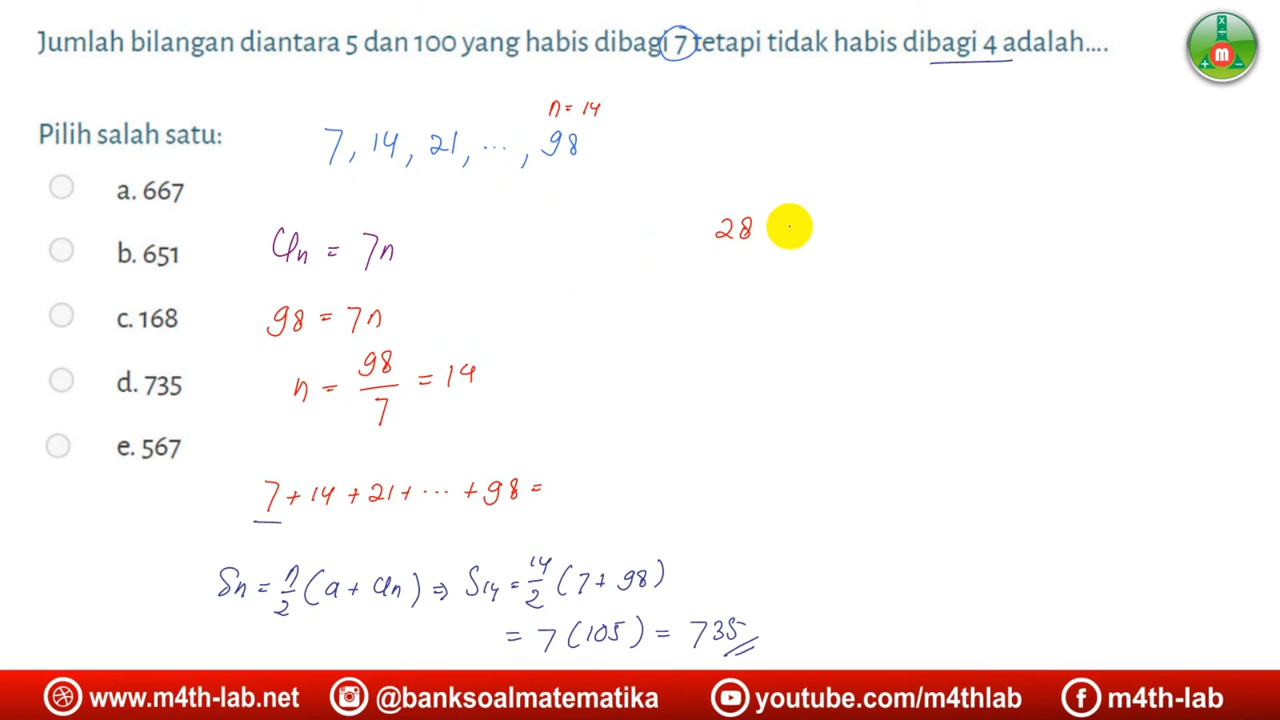 Jumlah bilangan diantara 5 dan 100 yang habis dibagi 7 tetapi tidak habis dibagi 4 adalah....
m
n = 14
Pilih salah satu:
7, 14, 21, ... , 98
a. 667
28
b. 651
Un = 7n
c. 168
98 = 7n
d. 735
n = 98/7 = 14
e. 567
7 + 14 + 21 + ... + 98 =
Sn = n/2 (a + Un) ⇒ S14 = 14/2 (7 + 98)
= 7 (105) = 735
www.m4th-lab.net @banksoalmatematika youtube.com/m4thlab m4th-lab